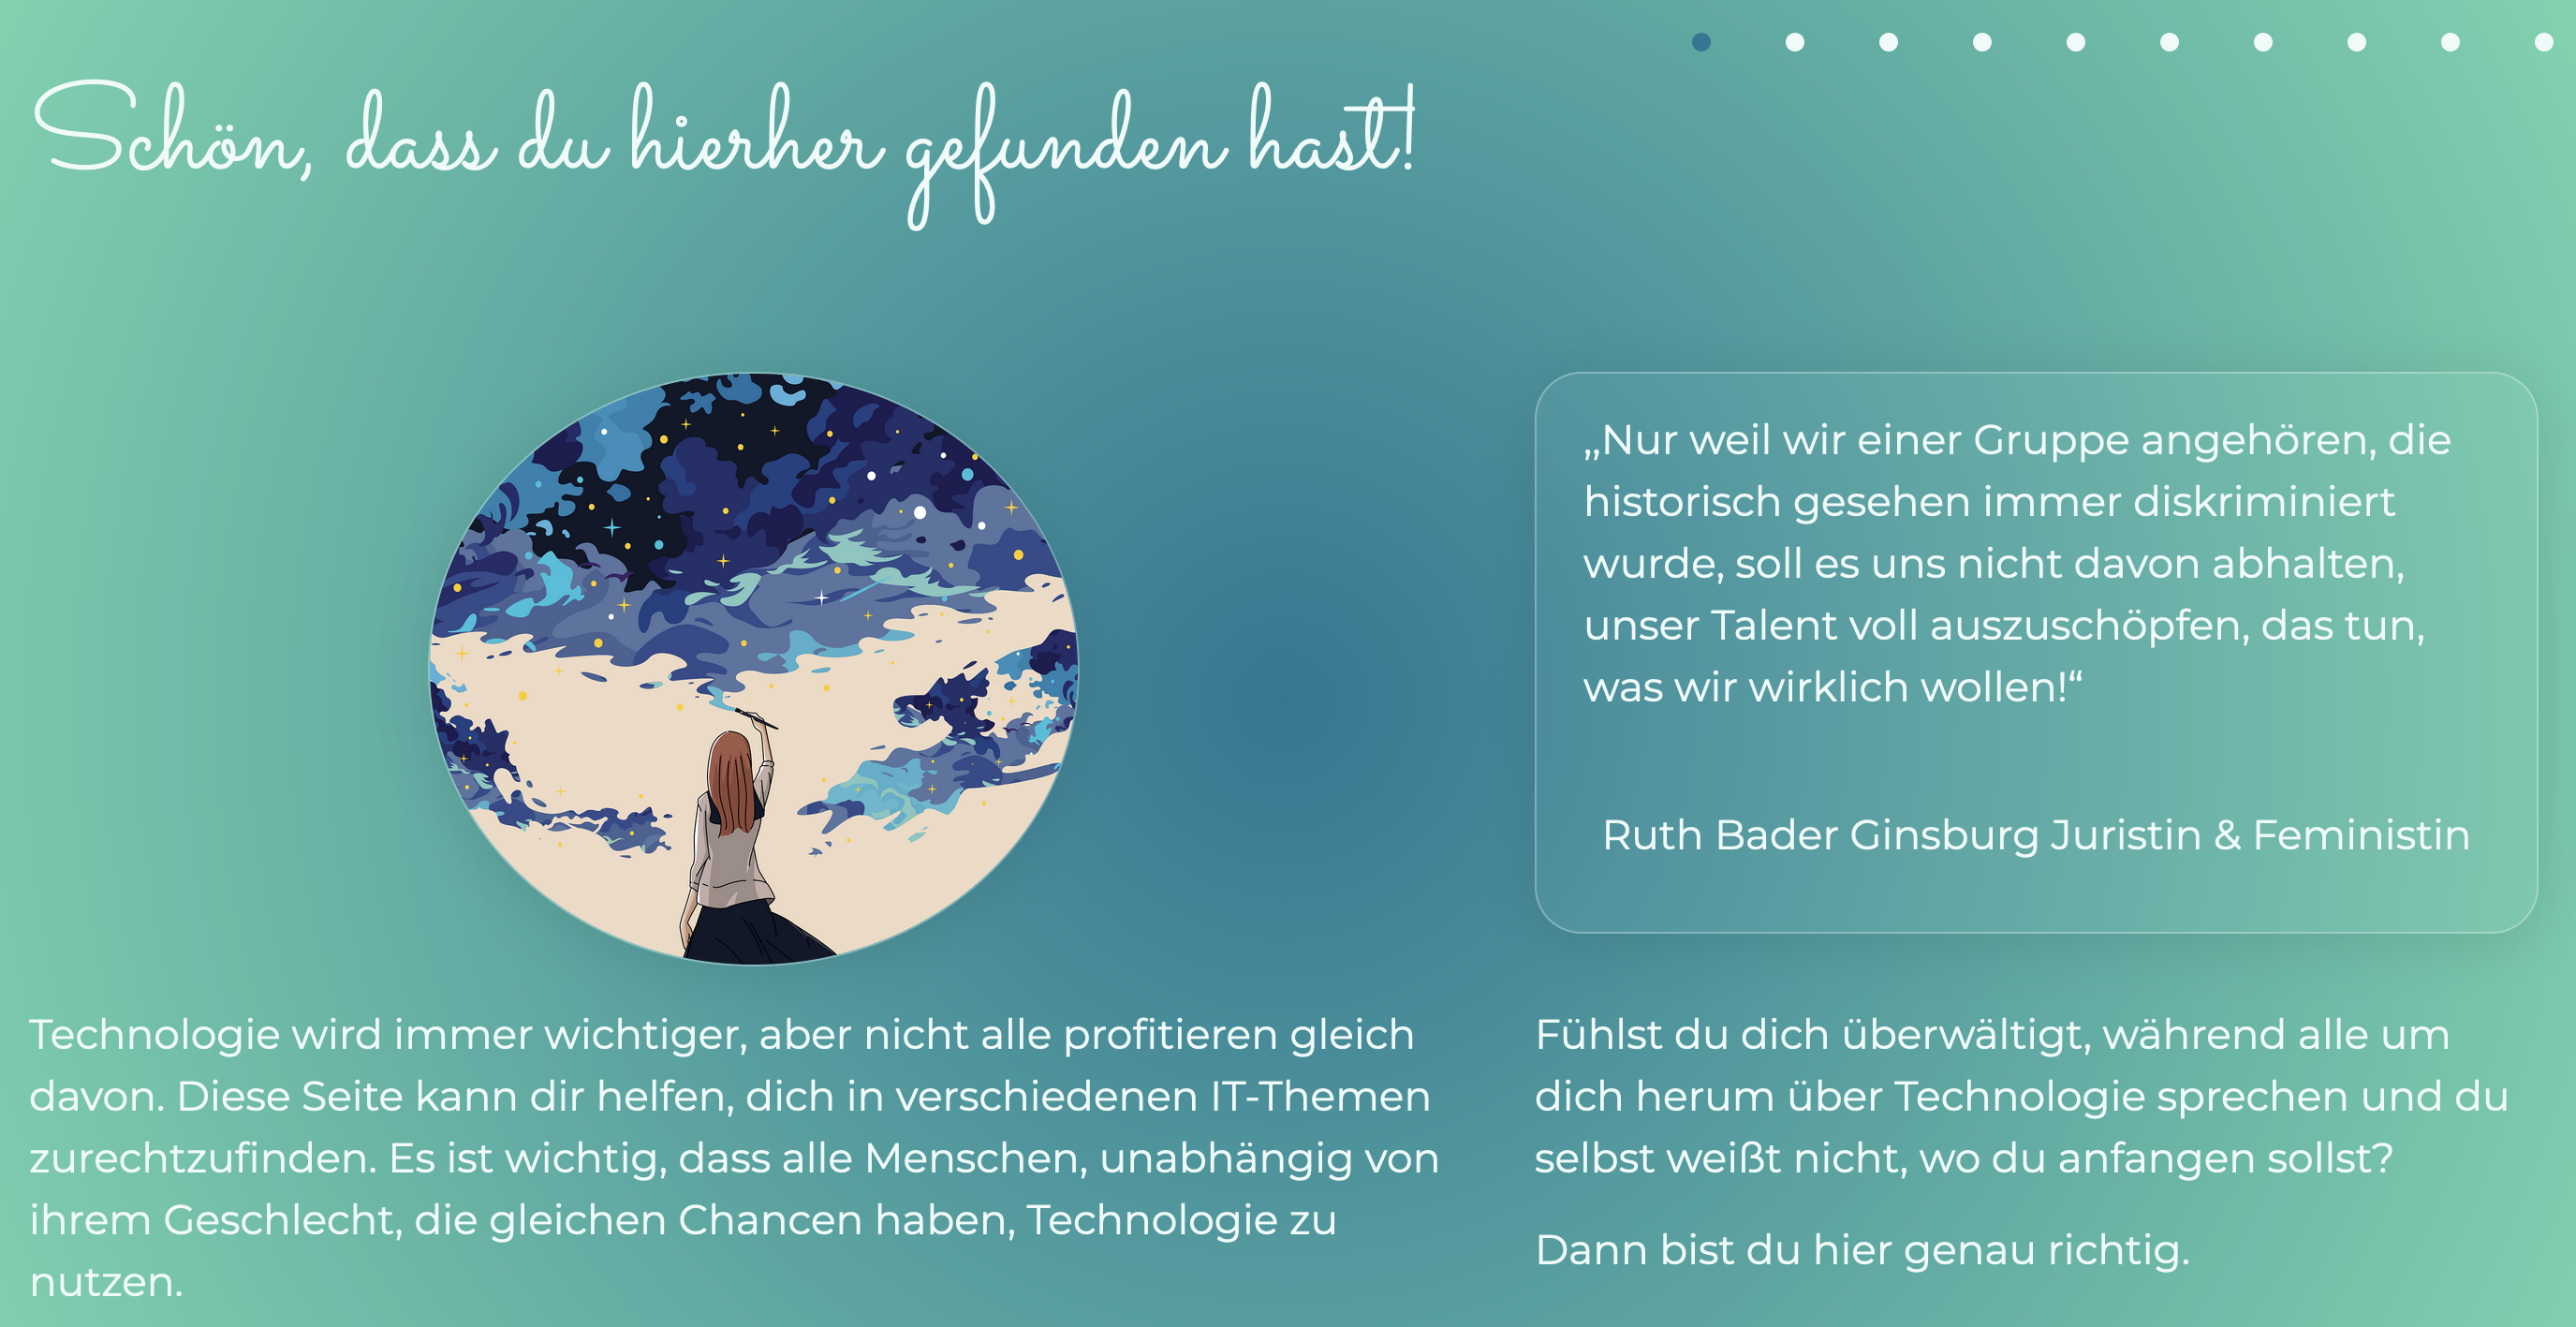 Schön, dass du hierher gefunden hast!
„Nur weil wir einer Gruppe angehören, die
historisch gesehen immer diskriminiert
wurde, soll es uns nicht davon abhalten,
unser Talent voll auszuschöpfen, das tun,
was wir wirklich wollen!“
Ruth Bader Ginsburg Juristin & Feministin
Technologie wird immer wichtiger, aber nicht alle profitieren gleich
davon. Diese Seite kann dir helfen, dich in verschiedenen IT-Themen
zurechtzufinden. Es ist wichtig, dass alle Menschen, unabhängig von
ihrem Geschlecht, die gleichen Chancen haben, Technologie zu
nutzen.
Fühlst du dich überwältigt, während alle um
dich herum über Technologie sprechen und du
selbst weißt nicht, wo du anfangen sollst?
Dann bist du hier genau richtig.